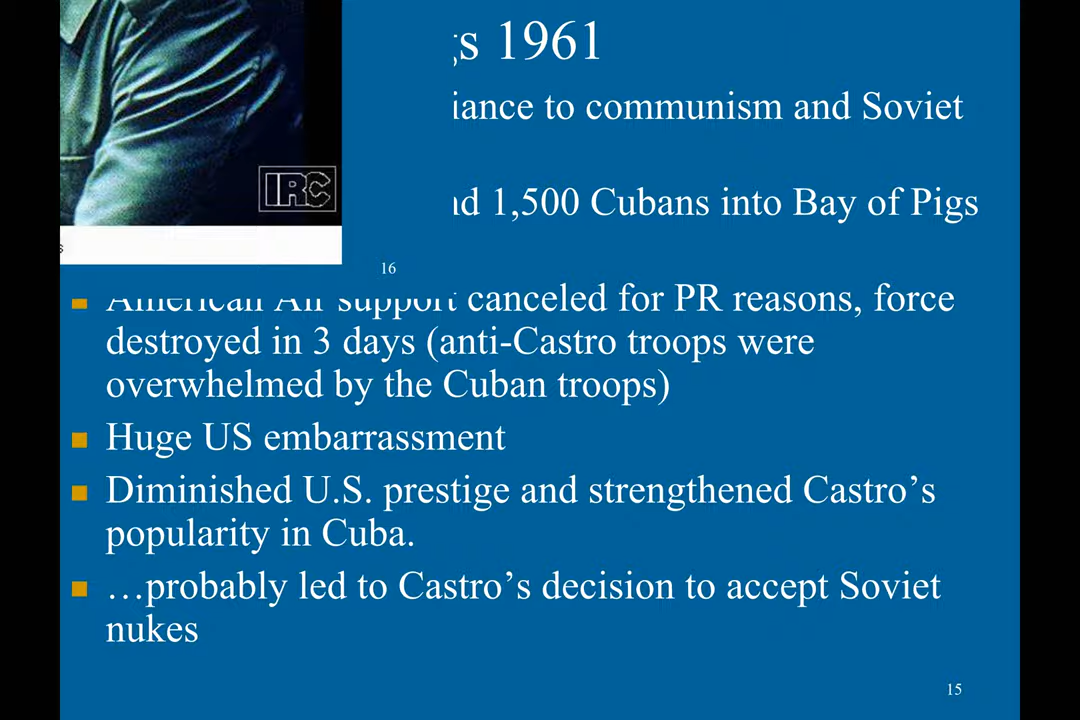 s 1961
iance to communism and Soviet
IRC
d 1,500 Cubans into Bay of Pigs
s
16
American Air support canceled for PR reasons, force
destroyed in 3 days (anti-Castro troops were
overwhelmed by the Cuban troops)
Huge US embarrassment
Diminished U.S. prestige and strengthened Castro’s
popularity in Cuba.
…probably led to Castro’s decision to accept Soviet
nukes
15